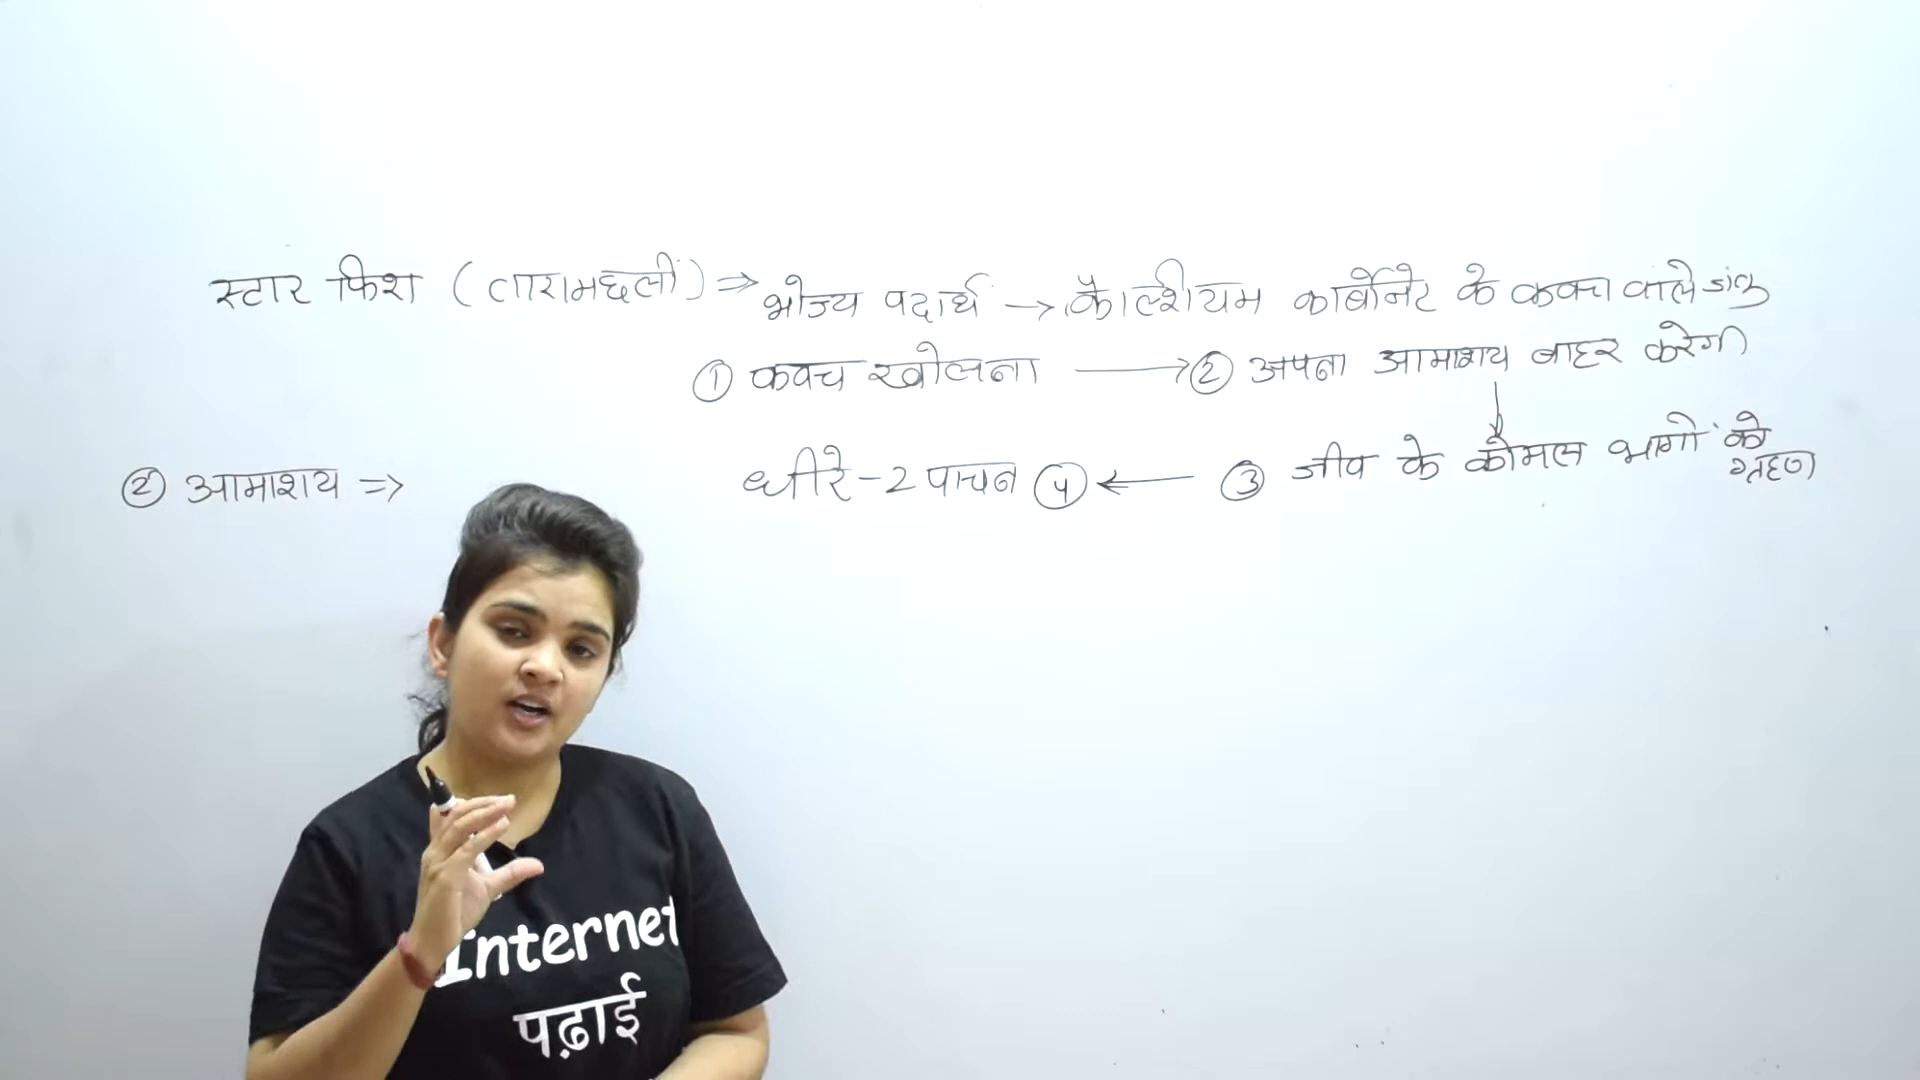 स्टार फिश (तारामछली) ⇒ भोज्य पदार्थ → कैल्शीयम कार्बोनेट के कवच वाले जंतु
① कवच खोलना → ② अपना आमाशय बाहर करेगी
② आमाशय ⇒
धीरे-2 पाचन ④ ← ③ जीव के कोमल भागों को ग्रहण
Internet
पढ़ाई